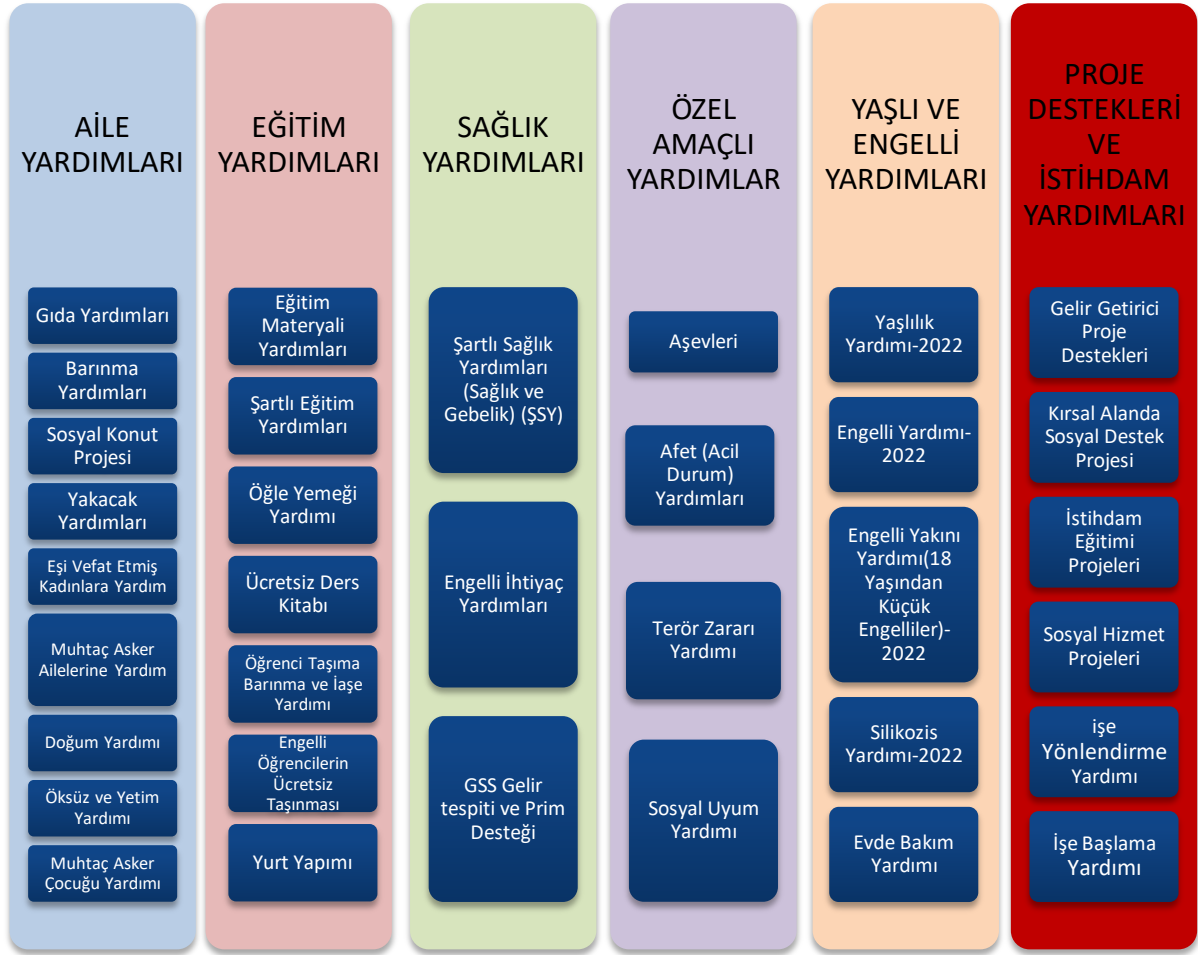 AİLE
YARDIMLARI
Gıda Yardımları
Barınma
Yardımları
Sosyal Konut
Projesi
Yakacak
Yardımları
Eşi Vefat Etmiş
Kadınlara Yardım
Muhtaç Asker
Ailelerine Yardım
Doğum Yardımı
Öksüz ve Yetim
Yardımı
Muhtaç Asker
Çocuğu Yardımı
EĞİTİM
YARDIMLARI
Eğitim
Materyali
Yardımları
Şartlı Eğitim
Yardımları
Öğle Yemeği
Yardımı
Ücretsiz Ders
Kitabı
Öğrenci Taşıma
Barınma ve İaşe
Yardımı
Engelli
Öğrencilerin
Ücretsiz
Taşınması
Yurt Yapımı
SAĞLIK
YARDIMLARI
Şartlı Sağlık
Yardımları
(Sağlık ve
Gebelik) (ŞSY)
Engelli İhtiyaç
Yardımları
GSS Gelir
tespiti ve Prim
Desteği
ÖZEL
AMAÇLI
YARDIMLAR
Aşevleri
Afet (Acil
Durum)
Yardımları
Terör Zararı
Yardımı
Sosyal Uyum
Yardımı
YAŞLI VE
ENGELLİ
YARDIMLARI
Yaşlılık
Yardımı-2022
Engelli Yardımı-
2022
Engelli Yakını
Yardımı(18
Yaşından
Küçük
Engelliler)-
2022
Silikozis
Yardımı-2022
Evde Bakım
Yardımı
PROJE
DESTEKLERİ
VE
İSTİHDAM
YARDIMLARI
Gelir Getirici
Proje
Destekleri
Kırsal Alanda
Sosyal Destek
Projesi
İstihdam
Eğitimi
Projeleri
Sosyal Hizmet
Projeleri
işe
Yönlendirme
Yardımı
İşe Başlama
Yardımı